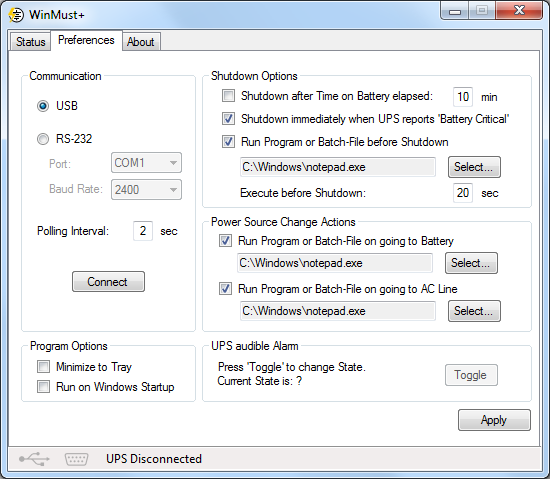 WinMust+
Status Preferences About
Communication
USB
RS-232
Port: COM1
Baud Rate: 2400
Polling Interval: 2 sec
Connect
Shutdown Options
Shutdown after Time on Battery elapsed: 10 min
Shutdown immediately when UPS reports 'Battery Critical'
Run Program or Batch-File before Shutdown
C:\Windows\notepad.exe Select...
Execute before Shutdown: 20 sec
Power Source Change Actions
Run Program or Batch-File on going to Battery
C:\Windows\notepad.exe Select...
Run Program or Batch-File on going to AC Line
C:\Windows\notepad.exe Select...
Program Options
Minimize to Tray
Run on Windows Startup
UPS audible Alarm
Press 'Toggle' to change State.
Current State is: ?
Toggle
Apply
UPS Disconnected